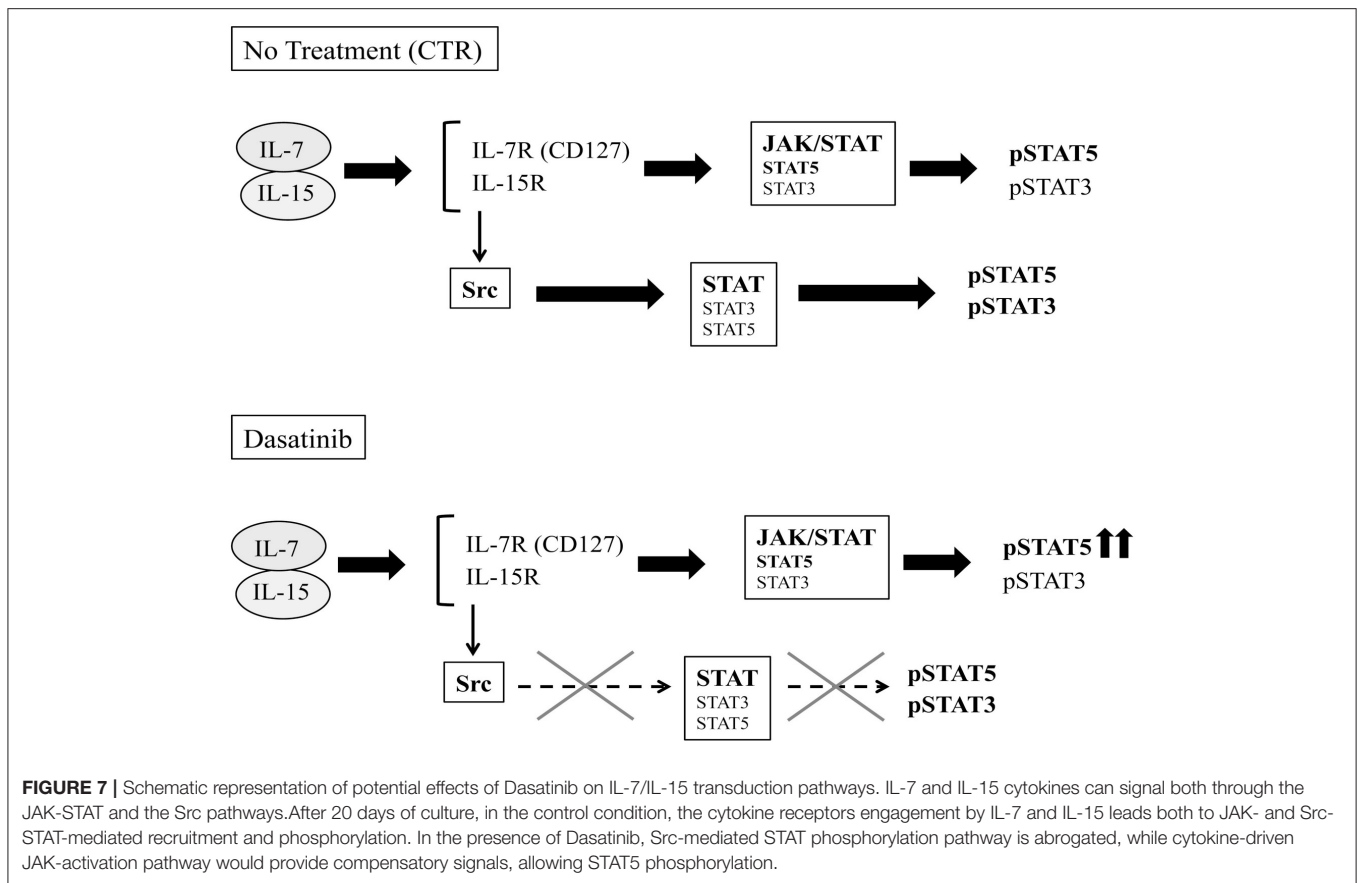 No Treatment (CTR)
IL-7
IL-15
IL-7R (CD127)
IL-15R
JAK/STAT
STAT5
STAT3
pSTAT5
pSTAT3
Src
STAT
STAT3
STAT5
pSTAT5
pSTAT3
Dasatinib
IL-7
IL-15
IL-7R (CD127)
IL-15R
JAK/STAT
STAT5
STAT3
pSTAT5
pSTAT3
Src
STAT
STAT3
STAT5
pSTAT5
pSTAT3
FIGURE 7 | Schematic representation of potential effects of Dasatinib on IL-7/IL-15 transduction pathways. IL-7 and IL-15 cytokines can signal both through the
JAK-STAT and the Src pathways.After 20 days of culture, in the control condition, the cytokine receptors engagement by IL-7 and IL-15 leads both to JAK- and Src-
STAT-mediated recruitment and phosphorylation. In the presence of Dasatinib, Src-mediated STAT phosphorylation pathway is abrogated, while cytokine-driven
JAK-activation pathway would provide compensatory signals, allowing STAT5 phosphorylation.